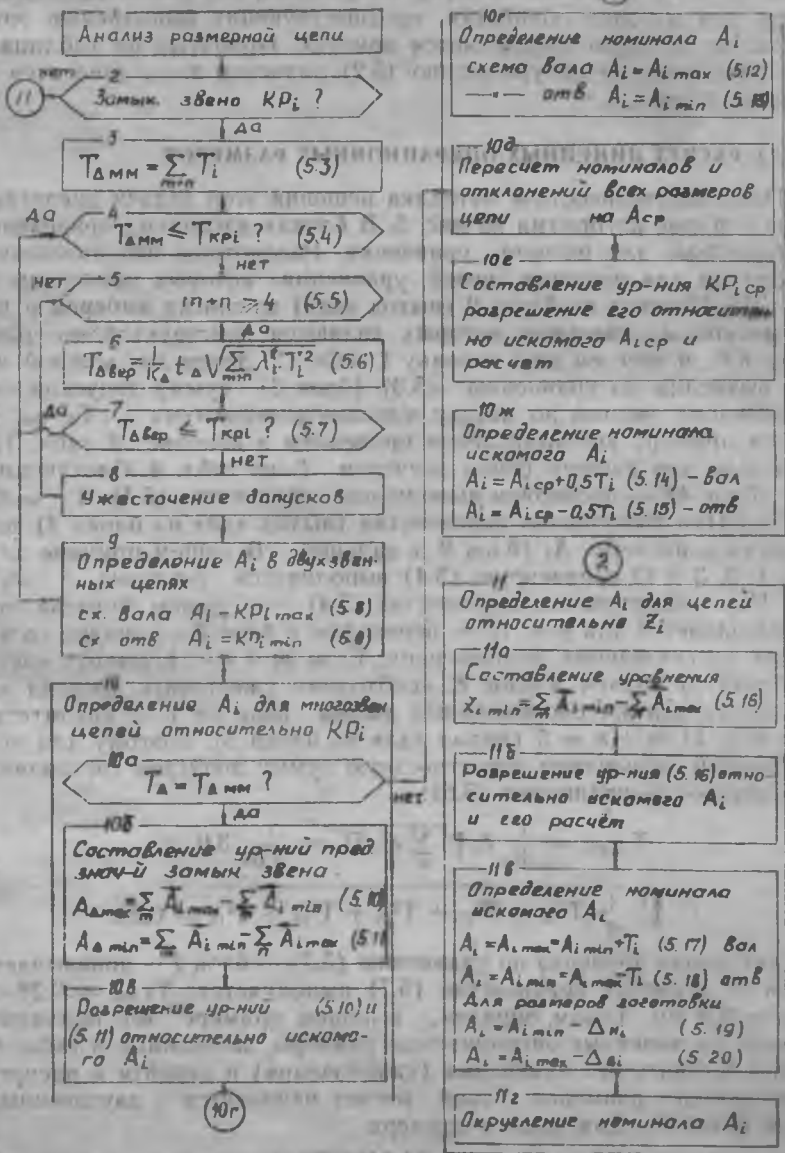 Анализ размерной цепи
нет 2
11 Замык. звено KPi ?
да
3
TΔмм = ∑ Ti (5.3)
m+n
да 4
TΔмм ≤ TKPi ? (5.4)
нет
нет 5
m+n ≥ 4 (5.5)
да
6
TΔвер = 1/KΔ tΔ √∑ λi² Ti² (5.6)
m+n
да 7
TΔвер ≤ TKPi ? (5.7)
нет
8
Ужесточение допусков
9
Определение Ai в двухзвен-
ных цепях
сх. вала Ai = KPi max (5.8)
сх отв Ai = KPi min (5.9)
10
Определение Ai для многозвен
цепей относительно KPi
10а
TΔ = TΔмм ?
нет
да
10б
Составление ур-ний пред.
знач-й замык звена
AΔmax = ∑ Ai max − ∑ Ai min (5.10)
m n
AΔ min = ∑ Ai min − ∑ Ai max (5.11)
m n
10в
Разрешение ур-ний (5.10) и
(5.11) относительно искомо-
го Ai
10г
10г
Определение номинала Ai
схема вала Ai = Ai max (5.12)
—"— отв Ai = Ai min (5.13)
10д
Пересчет номиналов и
отклонений всех размеров
цепи на Aср
10е
Составление ур-ния KPi ср
разрешение его относитель-
но искомого Ai ср и
расчет
10ж
Определение номинала
искомого Ai
Ai = Ai ср + 0,5Ti (5.14) - вал
Ai = Ai ср − 0,5Ti (5.15) - отв
2
11
Определение Ai для цепей
относительно Zi
11а
Составление уравнения
Zi min = ∑ Ai min − ∑ Ai max (5.16)
m n
11б
Разрешение ур-ния (5.16) отно-
сительно искомого Ai
и его расчёт
11в
Определение номинала
искомого Ai
Ai = Ai max = Ai min + Ti (5.17) вал
Ai = Ai min = Ai max − Ti (5.18) отв
Для размеров заготовки
Ai = Ai min − Δнi (5.19)
Ai = Ai max − Δвi (5.20)
11г
Округление номинала Ai